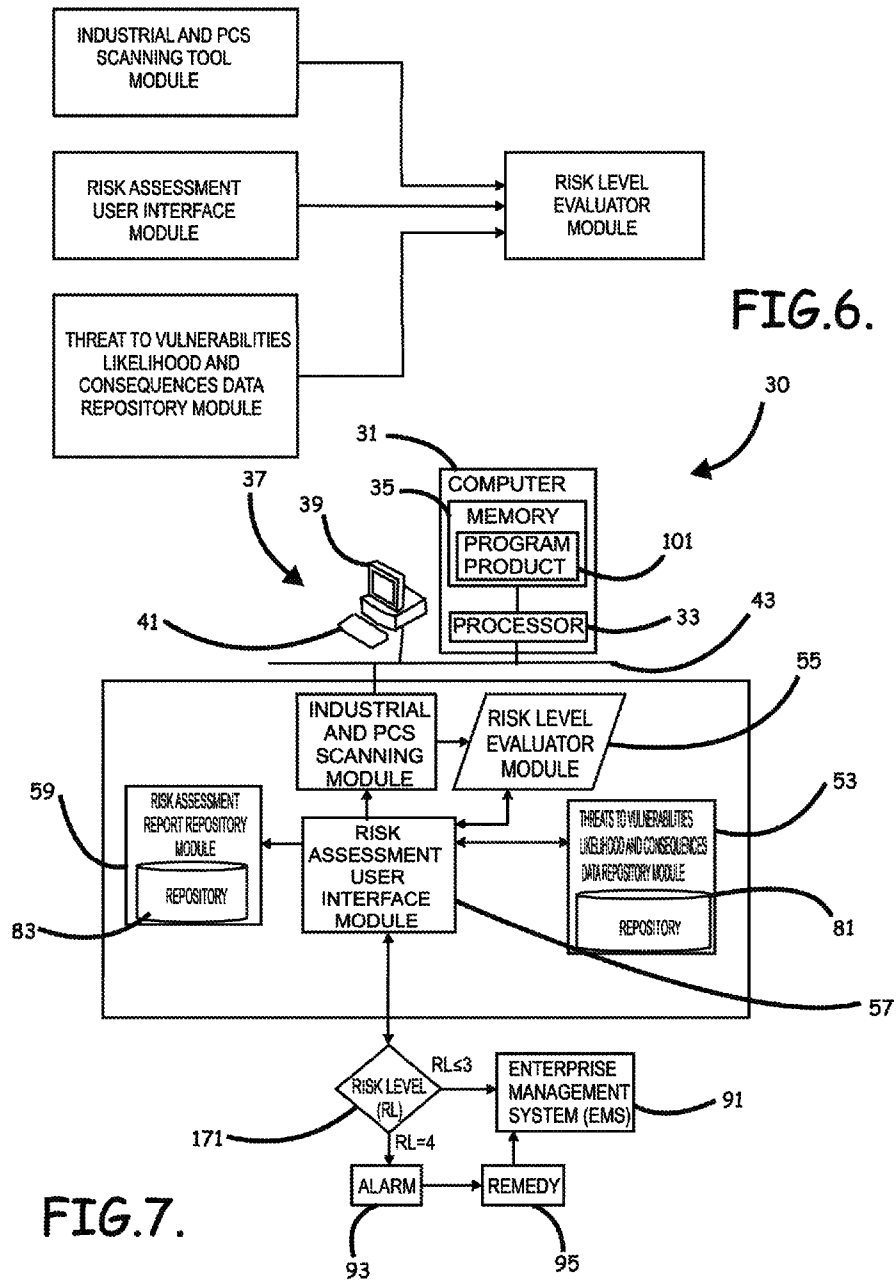 INDUSTRIAL AND PCS
SCANNING TOOL
MODULE
RISK ASSESSMENT
USER INTERFACE
MODULE
RISK LEVEL
EVALUATOR
MODULE
THREAT TO VULNERABILITIES
LIKELIHOOD AND
CONSEQUENCES DATA
REPOSITORY MODULE
FIG.6.
30
31
COMPUTER
35
MEMORY
PROGRAM
PRODUCT
101
37
39
41
PROCESSOR
33
43
55
INDUSTRIAL
AND PCS
SCANNING
MODULE
RISK LEVEL
EVALUATOR
MODULE
59
RISK ASSESSMENT
REPORT REPOSITORY
MODULE
REPOSITORY
83
RISK
ASSESSMENT
USER
INTERFACE
MODULE
53
THREATS TO VULNERABILITIES
LIKELIHOOD AND CONSEQUENCES
DATA REPOSITORY MODULE
REPOSITORY
81
57
RISK LEVEL
(RL)
171
RL≤3
RL=4
ENTERPRISE
MANAGEMENT
SYSTEM (EMS)
91
ALARM
93
REMEDY
95
FIG.7.